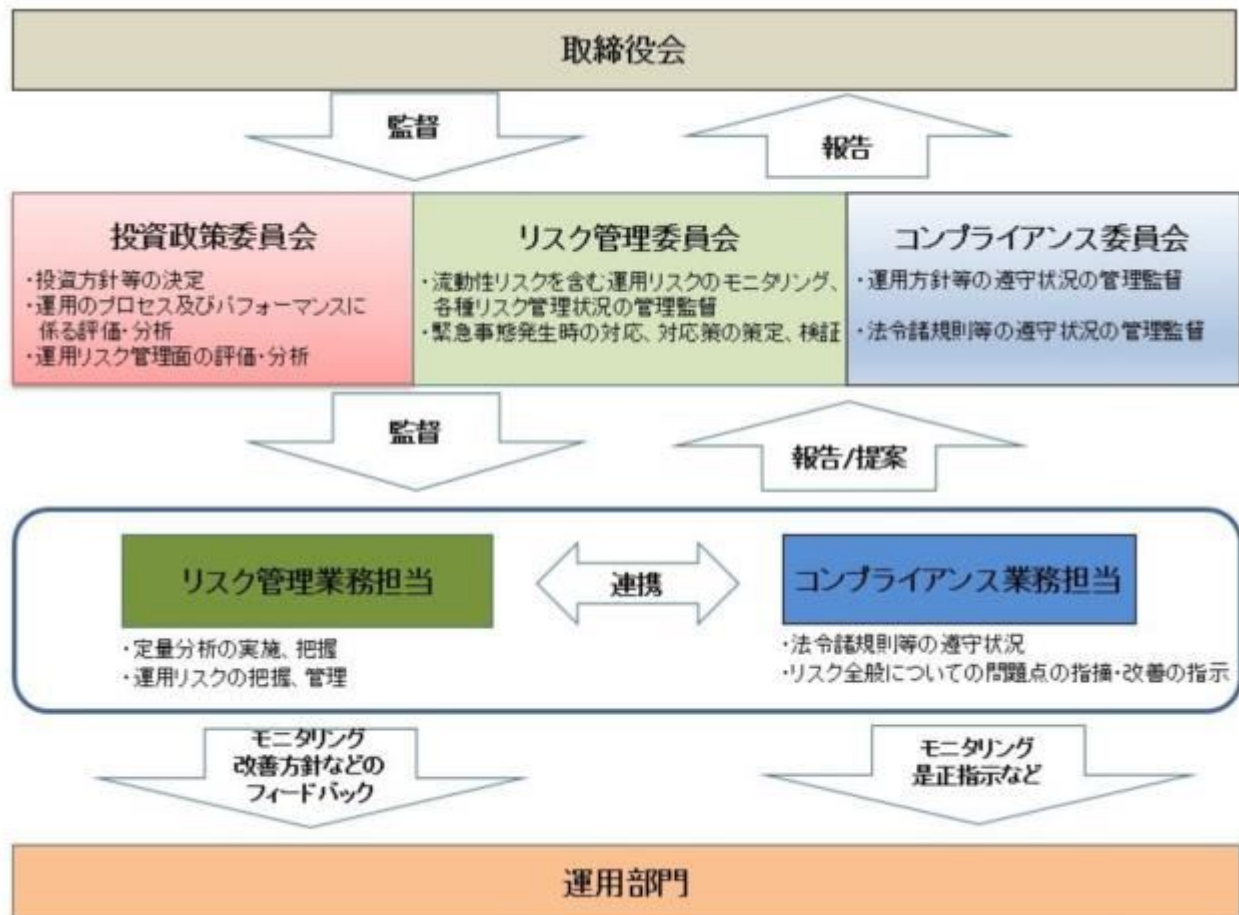 取締役会
監督
報告
投資政策委員会
・投資方針等の決定
・運用のプロセス及びパフォーマンスに
係る評価・分析
・運用リスク管理面の評価・分析
リスク管理委員会
・流動性リスクを含む運用リスクのモニタリング、
各種リスク管理状況の管理監督
・緊急事態発生時の対応、対応策の策定、検証
コンプライアンス委員会
・運用方針等の遵守状況の管理監督
・法令諸規則等の遵守状況の管理監督
監督
報告/提案
リスク管理業務担当
・定量分析の実施、把握
・運用リスクの把握、管理
連携
コンプライアンス業務担当
・法令諸規則等の遵守状況
・リスク全般についての問題点の指摘・改善の指示
モニタリング
改善方針などの
フィードバック
モニタリング
是正指示など
運用部門